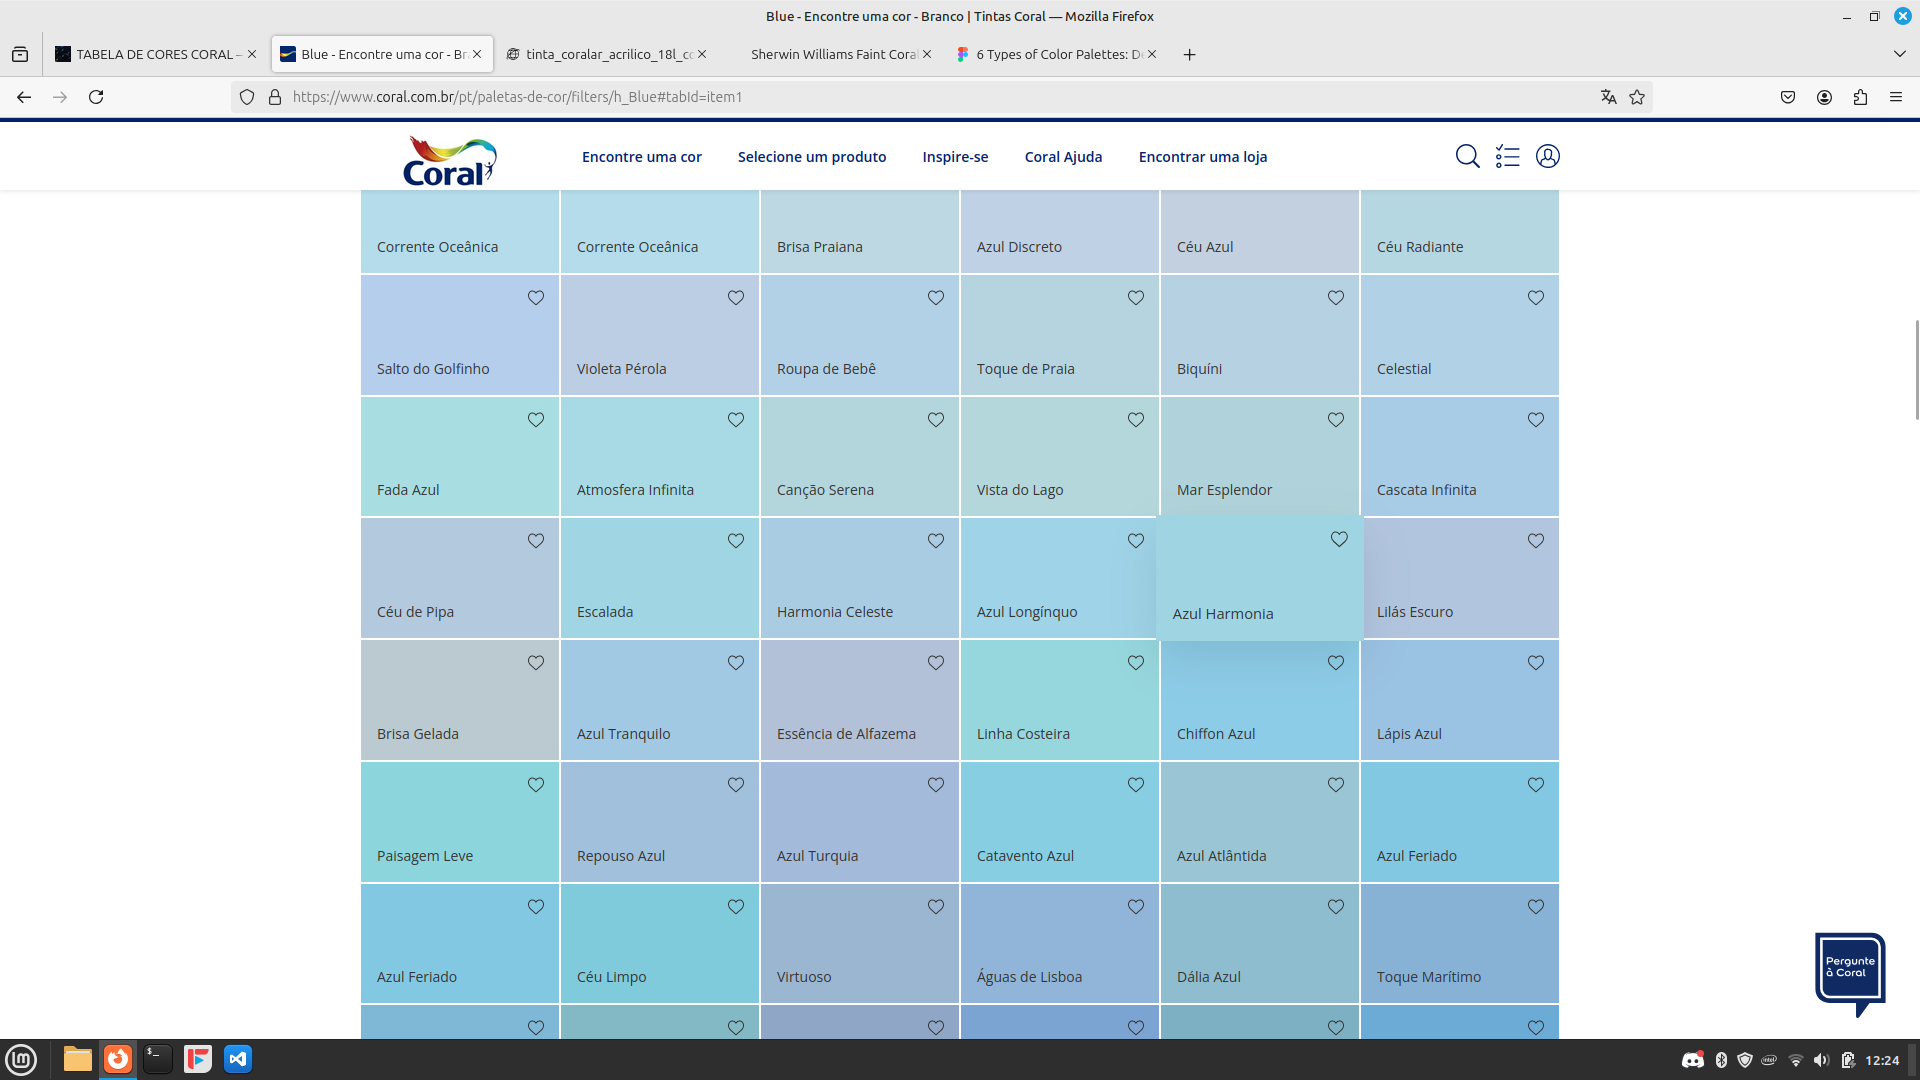 Blue - Encontre uma cor - Branco | Tintas Coral — Mozilla Firefox
TABELA DE CORES CORAL –
Blue - Encontre uma cor - Br
tinta_coralar_acrilico_18l_co
Sherwin Williams Faint Coral
6 Types of Color Palettes: De
https://www.coral.com.br/pt/paletas-de-cor/filters/h_Blue#tabId=item1
Coral
Encontre uma cor
Selecione um produto
Inspire-se
Coral Ajuda
Encontrar uma loja
Corrente Oceânica
Corrente Oceânica
Brisa Praiana
Azul Discreto
Céu Azul
Céu Radiante
Salto do Golfinho
Violeta Pérola
Roupa de Bebê
Toque de Praia
Biquíni
Celestial
Fada Azul
Atmosfera Infinita
Canção Serena
Vista do Lago
Mar Esplendor
Cascata Infinita
Céu de Pipa
Escalada
Harmonia Celeste
Azul Longínquo
Azul Harmonia
Lilás Escuro
Brisa Gelada
Azul Tranquilo
Essência de Alfazema
Linha Costeira
Chiffon Azul
Lápis Azul
Paisagem Leve
Repouso Azul
Azul Turquia
Catavento Azul
Azul Atlântida
Azul Feriado
Azul Feriado
Céu Limpo
Virtuoso
Águas de Lisboa
Dália Azul
Toque Marítimo
Pergunte
à Coral
12:24